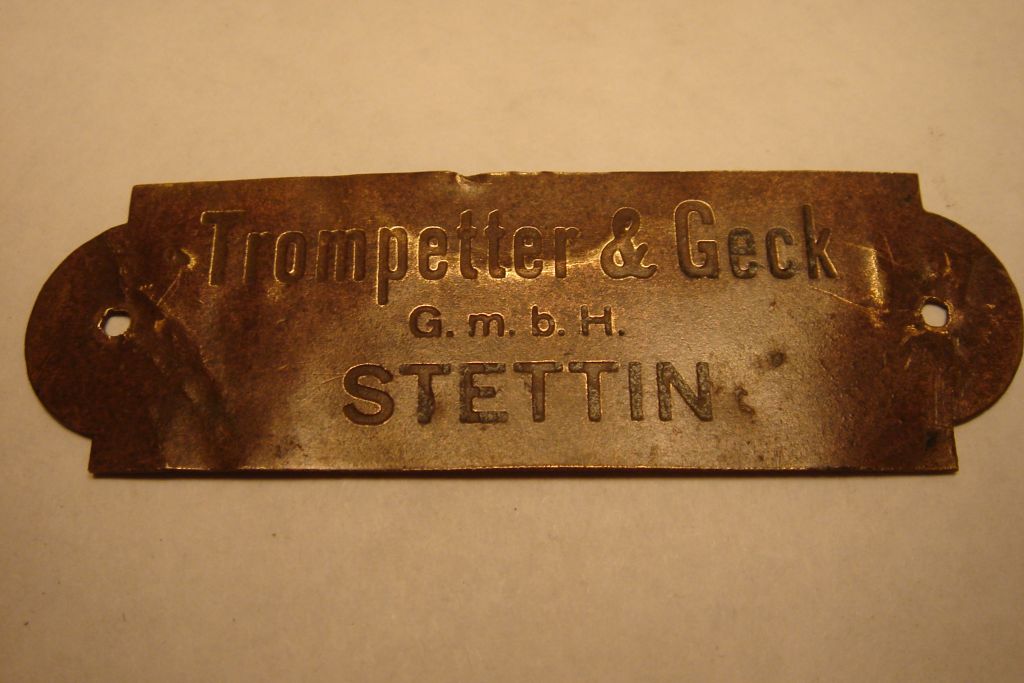 Trompetter & Geck
G. m. b. H.
STETTIN